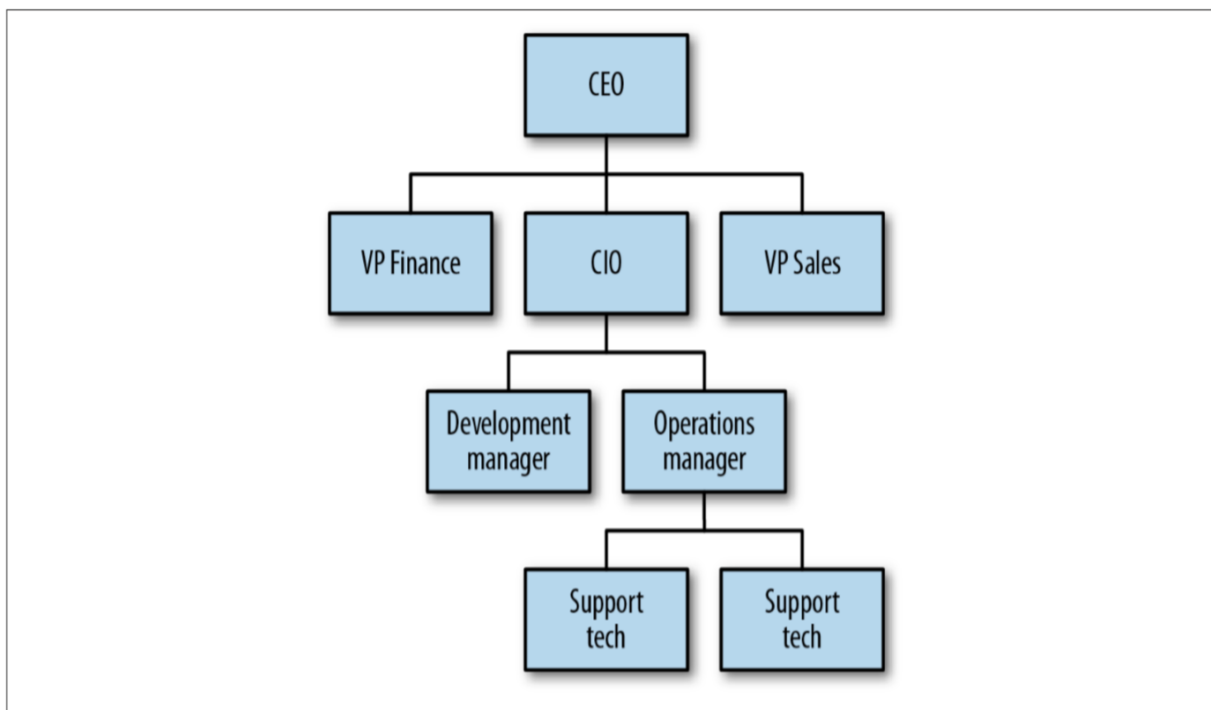 CEO
VP Finance
CIO
VP Sales
Development
manager
Operations
manager
Support
tech
Support
tech